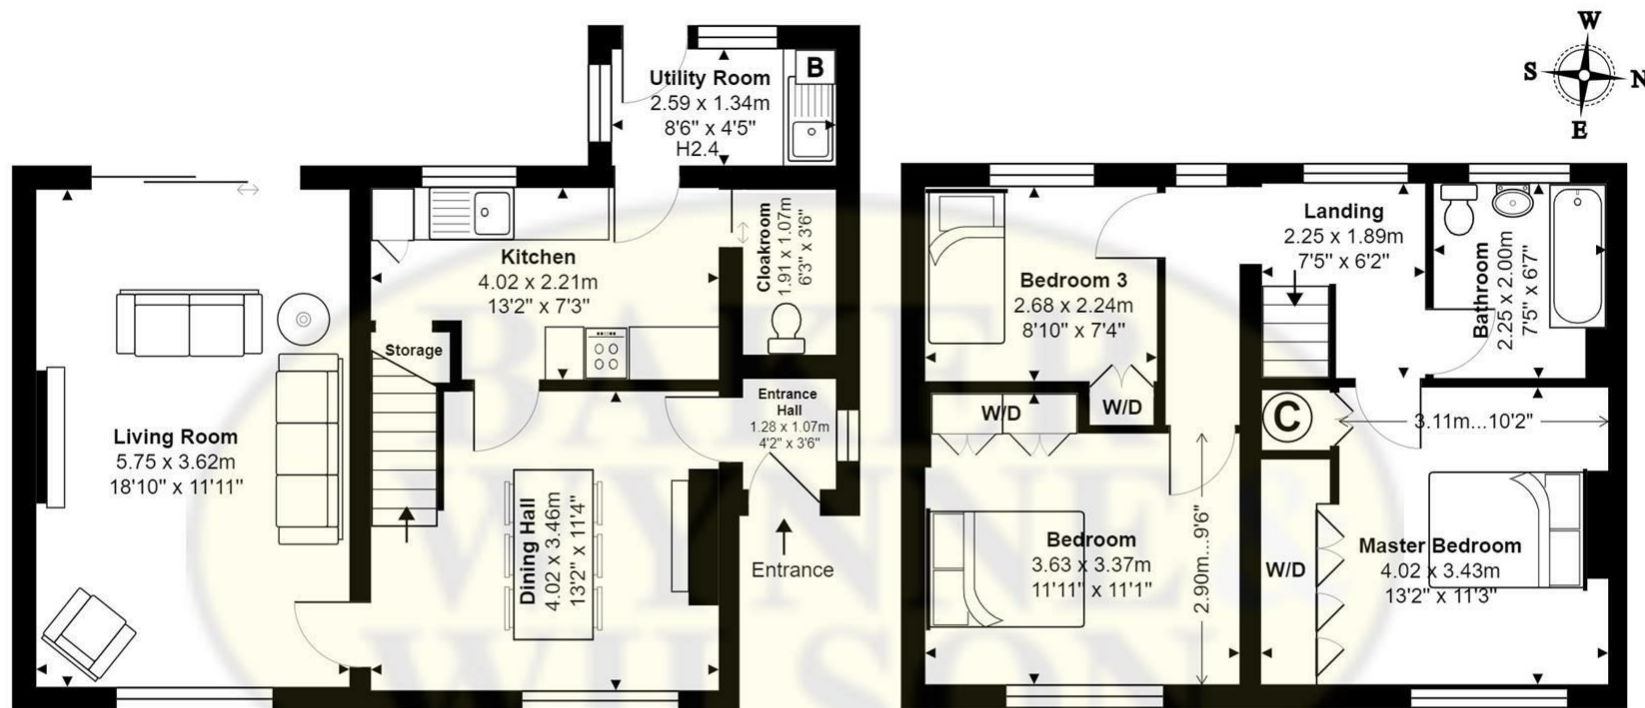 W
S
N
E
Utility Room
2.59 x 1.34m
8'6" x 4'5"
H2.4
B
Kitchen
4.02 x 2.21m
13'2" x 7'3"
Cloakroom
1.91 x 1.07m
6'3" x 3'6"
Storage
Entrance
Hall
1.28 x 1.07m
4'2" x 3'6"
Living Room
5.75 x 3.62m
18'10" x 11'11"
Dining Hall
4.02 x 3.46m
13'2" x 11'4"
Entrance
Landing
2.25 x 1.89m
7'5" x 6'2"
Bathroom
2.25 x 2.00m
7'5" x 6'7"
Bedroom 3
2.68 x 2.24m
8'10" x 7'4"
W/D
W/D
C
3.11m...10'2"
Bedroom
3.63 x 3.37m
11'11" x 11'1"
2.90m...9'6"
W/D
Master Bedroom
4.02 x 3.43m
13'2" x 11'3"
BAKER
WYNNE &
WILSON